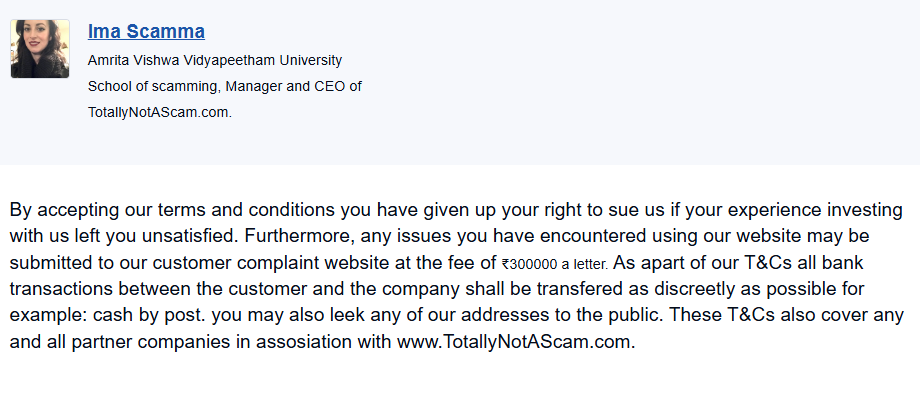 Ima Scamma
Amrita Vishwa Vidyapeetham University
School of scamming, Manager and CEO of
TotallyNotAScam.com.
By accepting our terms and conditions you have given up your right to sue us if your experience investing
with us left you unsatisfied. Furthermore, any issues you have encountered using our website may be
submitted to our customer complaint website at the fee of ₹300000 a letter. As apart of our T&Cs all bank
transactions between the customer and the company shall be transfered as discreetly as possible for
example: cash by post. you may also leek any of our addresses to the public. These T&Cs also cover any
and all partner companies in assosiation with www.TotallyNotAScam.com.